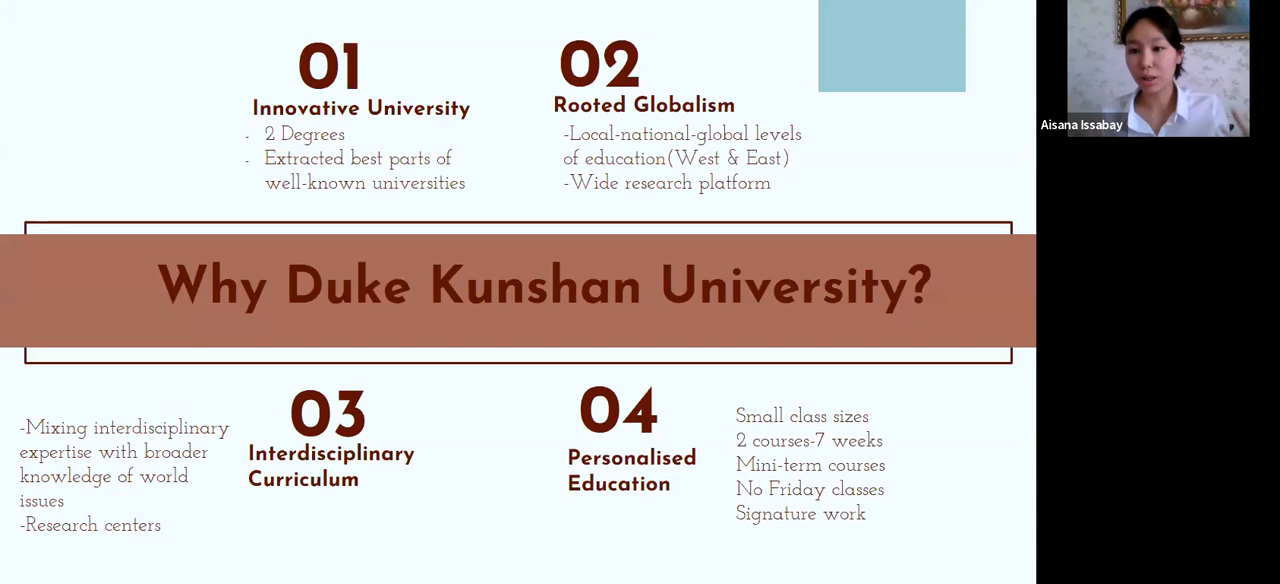 01
Innovative University
- 2 Degrees
- Extracted best parts of
well-known universities
02
Rooted Globalism
-Local-national-global levels
of education(West & East)
-Wide research platform
Aisana Issabay
Why Duke Kunshan University?
-Mixing interdisciplinary
expertise with broader
knowledge of world
issues
-Research centers
03
Interdisciplinary
Curriculum
04
Personalised
Education
Small class sizes
2 courses-7 weeks
Mini-term courses
No Friday classes
Signature work